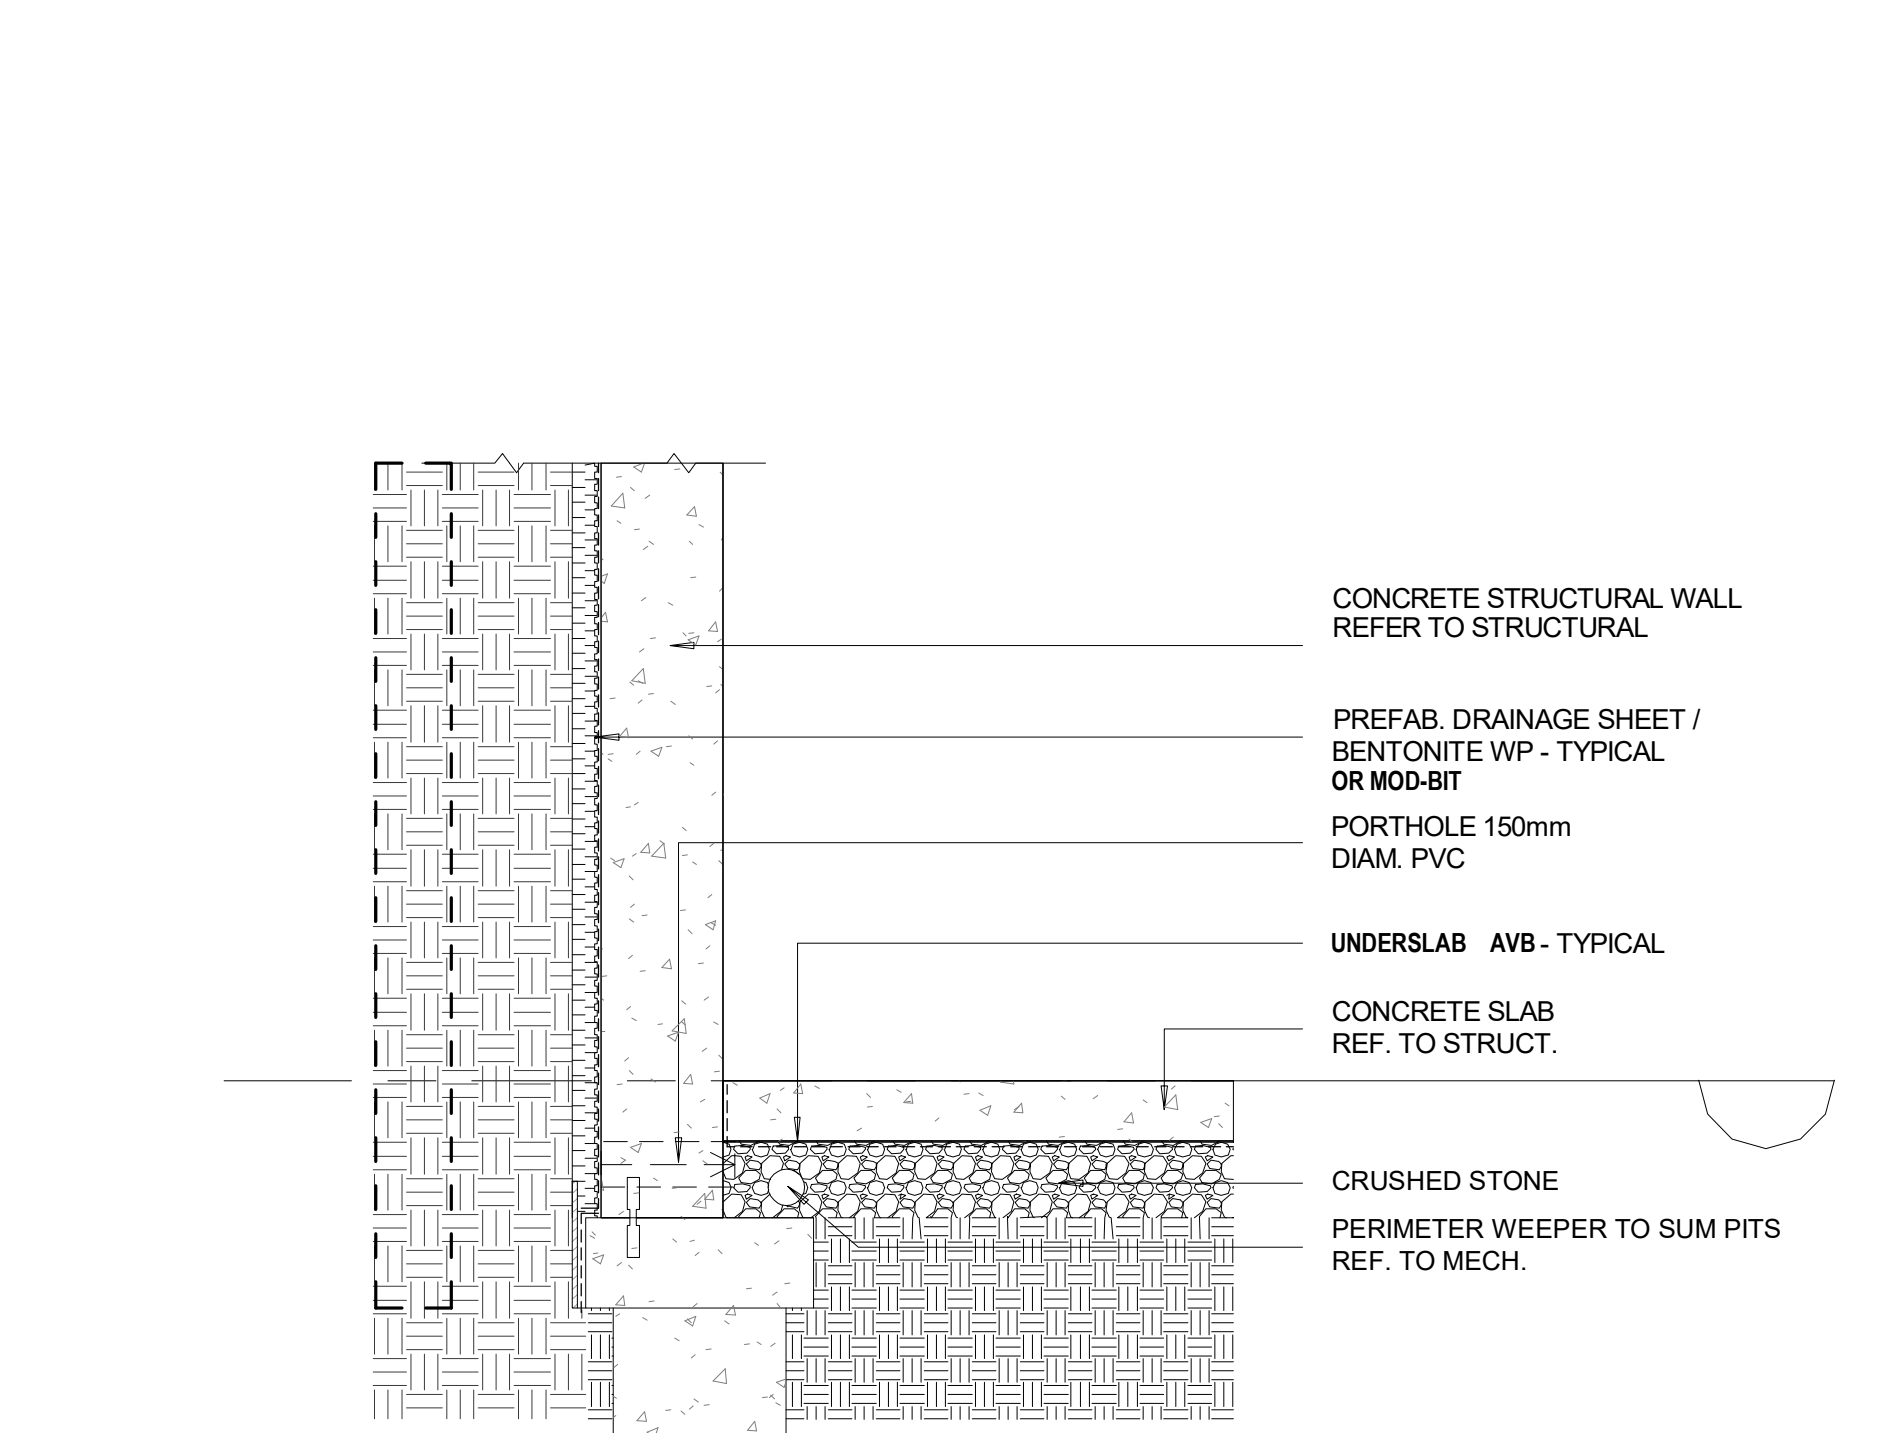 CONCRETE STRUCTURAL WALL
REFER TO STRUCTURAL
PREFAB. DRAINAGE SHEET /
BENTONITE WP - TYPICAL
OR MOD-BIT
PORTHOLE 150mm
DIAM. PVC
UNDERSLAB AVB - TYPICAL
CONCRETE SLAB
REF. TO STRUCT.
CRUSHED STONE
PERIMETER WEEPER TO SUM PITS
REF. TO MECH.